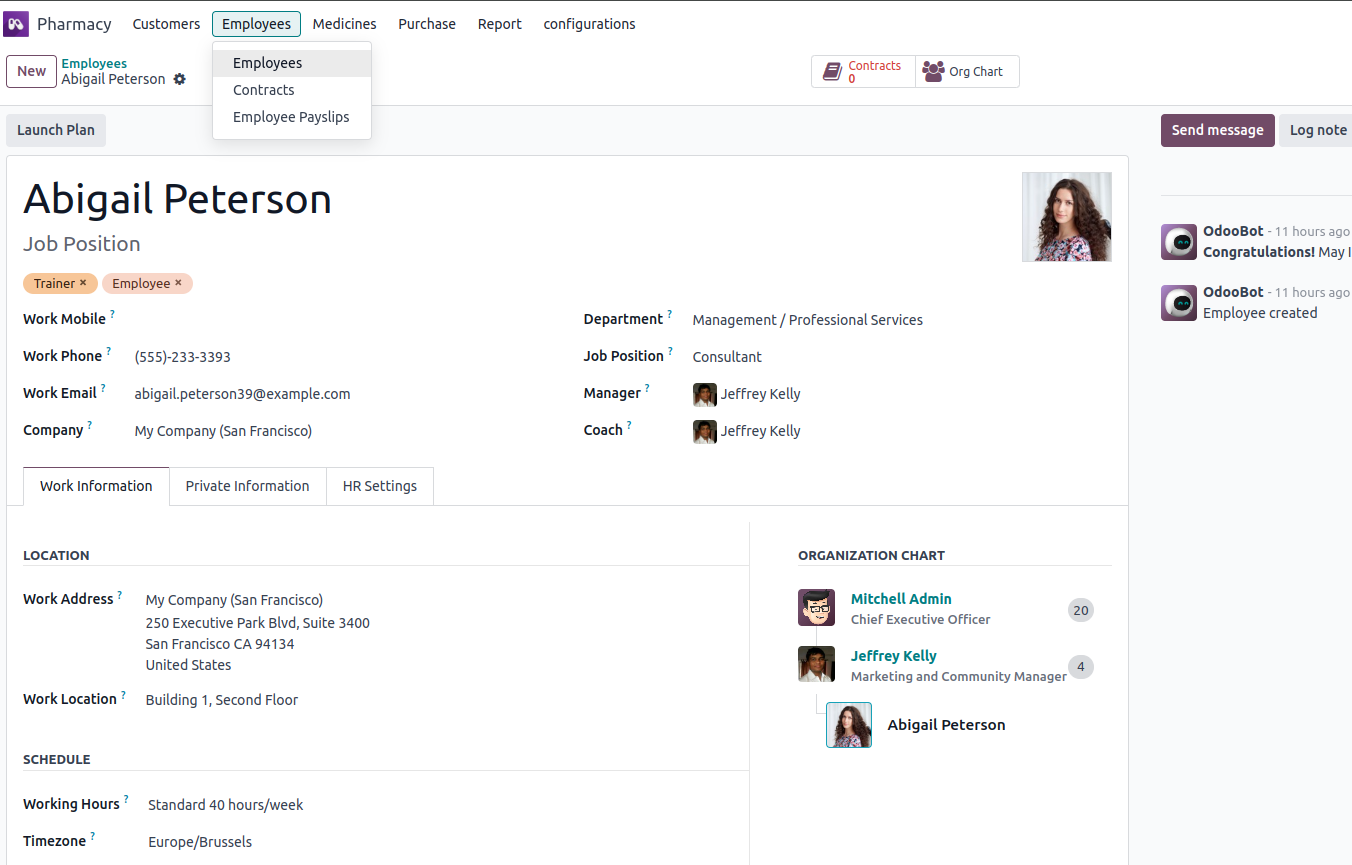 Pharmacy Customers Employees Medicines Purchase Report configurations
Employees
Contracts
Employee Payslips
New
Employees
Abigail Peterson
Contracts
0
Org Chart
Launch Plan
Send message
Log note
Abigail Peterson
Job Position
Trainer × Employee ×
Work Mobile ?
Work Phone ? (555)-233-3393
Work Email ? abigail.peterson39@example.com
Company ? My Company (San Francisco)
Department ? Management / Professional Services
Job Position ? Consultant
Manager ? Jeffrey Kelly
Coach ? Jeffrey Kelly
OdooBot - 11 hours ago
Congratulations! May I
OdooBot - 11 hours ago
Employee created
Work Information Private Information HR Settings
LOCATION
Work Address ? My Company (San Francisco)
250 Executive Park Blvd, Suite 3400
San Francisco CA 94134
United States
Work Location ? Building 1, Second Floor
SCHEDULE
Working Hours ? Standard 40 hours/week
Timezone ? Europe/Brussels
ORGANIZATION CHART
Mitchell Admin
Chief Executive Officer
20
Jeffrey Kelly
Marketing and Community Manager
4
Abigail Peterson